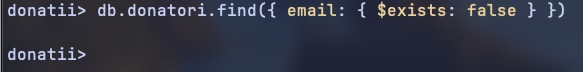 donatii> db.donatori.find({ email: { $exists: false } })
donatii>